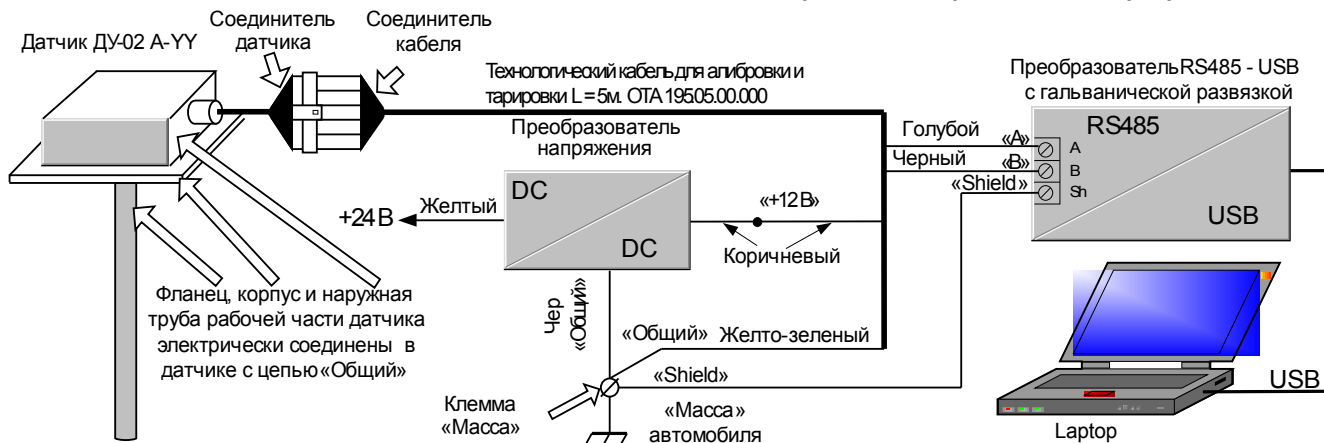 Датчик ДУ-02 А-YY
Соединитель
датчика
Соединитель
кабеля
Технологический кабель для алибровки и
тарировки L = 5м. ОТА 195.05.00.000
Преобразователь RS485 - USB
с гальванической развязкой
Преобразователь
напряжения
Голубой
«А»
Черный
«В»
«Shield»
RS485
A
B
Sh
USB
DC
DC
+24 В
Желтый
«+12 В»
Коричневый
Фланец, корпус и наружная
труба рабочей части датчика
электрически соединены в
датчике с цепью «Общий»
Чер
«Общий»
«Общий»
Желто-зеленый
«Shield»
Клемма
«Масса»
«Масса»
автомобиля
USB
Laptop